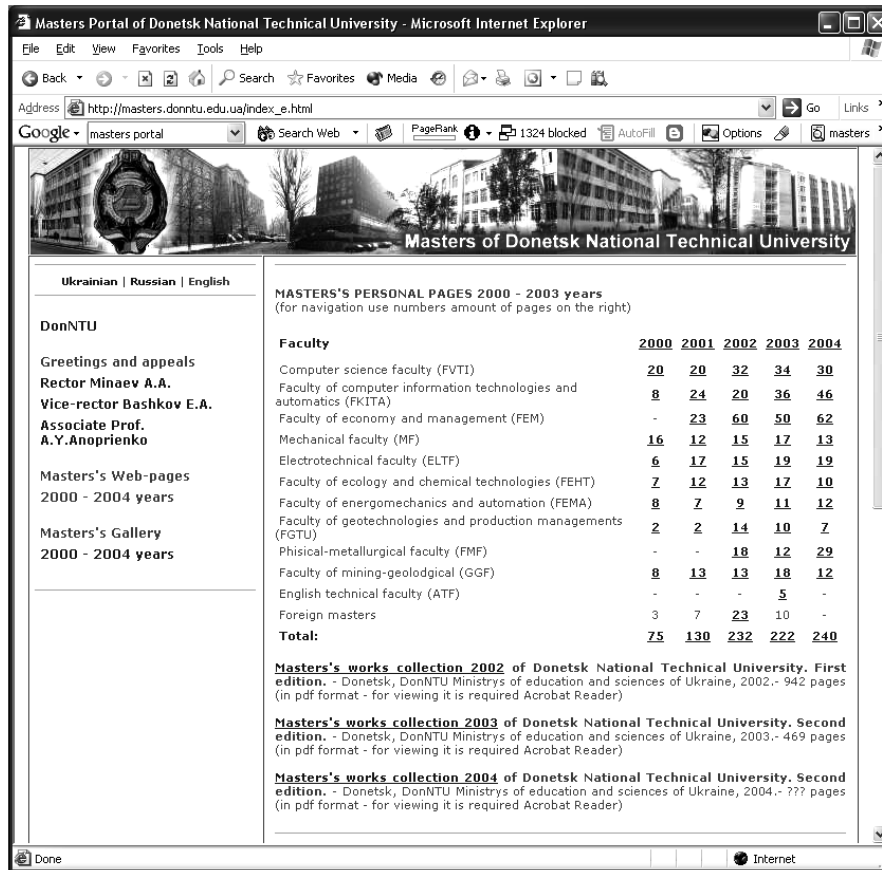 Masters Portal of Donetsk National Technical University - Microsoft Internet Explorer
File Edit View Favorites Tools Help
Back Search Favorites Media
Address http://masters.donntu.edu.ua/index_e.html Go Links
Google masters portal Search Web PageRank 1324 blocked AutoFill Options masters
Masters of Donetsk National Technical University
Ukrainian | Russian | English
DonNTU
Greetings and appeals
Rector Minaev A.A.
Vice-rector Bashkov E.A.
Associate Prof.
A.Y.Anoprienko
Masters's Web-pages
2000 - 2004 years
Masters's Gallery
2000 - 2004 years
MASTERS'S PERSONAL PAGES 2000 - 2003 years
(for navigation use numbers amount of pages on the right)
Faculty 2000 2001 2002 2003 2004
Computer science faculty (FVTI) 20 20 32 34 30
Faculty of computer information technologies and
automatics (FKITA) 8 24 20 36 46
Faculty of economy and management (FEM) - 23 60 50 62
Mechanical faculty (MF) 16 12 15 17 13
Electrotechnical faculty (ELTF) 6 17 15 19 19
Faculty of ecology and chemical technologies (FEHT) 7 12 13 17 10
Faculty of energomechanics and automation (FEMA) 8 7 9 11 12
Faculty of geotechnologies and production managements
(FGTU) 2 2 14 10 7
Phisical-metallurgical faculty (FMF) - - 18 12 29
Faculty of mining-geolodgical (GGF) 8 13 13 18 12
English technical faculty (ATF) - - - 5 -
Foreign masters 3 7 23 10 -
Total: 75 130 232 222 240
Masters's works collection 2002 of Donetsk National Technical University. First
edition. - Donetsk, DonNTU Ministrys of education and sciences of Ukraine, 2002.- 942 pages
(in pdf format - for viewing it is required Acrobat Reader)
Masters's works collection 2003 of Donetsk National Technical University. Second
edition. - Donetsk, DonNTU Ministrys of education and sciences of Ukraine, 2003.- 469 pages
(in pdf format - for viewing it is required Acrobat Reader)
Masters's works collection 2004 of Donetsk National Technical University. Second
edition. - Donetsk, DonNTU Ministrys of education and sciences of Ukraine, 2004.- ??? pages
(in pdf format - for viewing it is required Acrobat Reader)
Done Internet